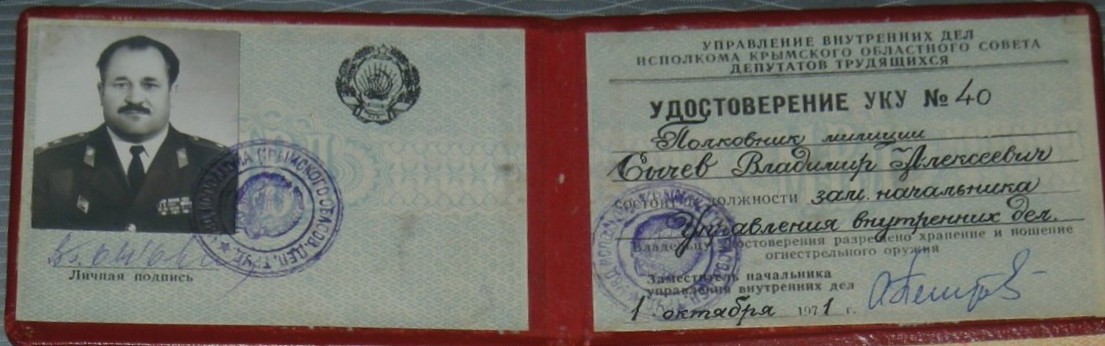 Личная подпись
УПРАВЛЕНИЕ ВНУТРЕННИХ ДЕЛ
ИСПОЛКОМА КРЫМСКОГО ОБЛАСТНОГО СОВЕТА
ДЕПУТАТОВ ТРУДЯЩИХСЯ
УДОСТОВЕРЕНИЕ УКУ № 40
Полковник милиции
Сычев Владимир Алексеевич
состоит в должности зам. начальника
Управления внутренних дел.
Владельцу удостоверения разрешено хранение и ношение
огнестрельного оружия
Заместитель начальника
управления внутренних дел
1 октября 1971 г.